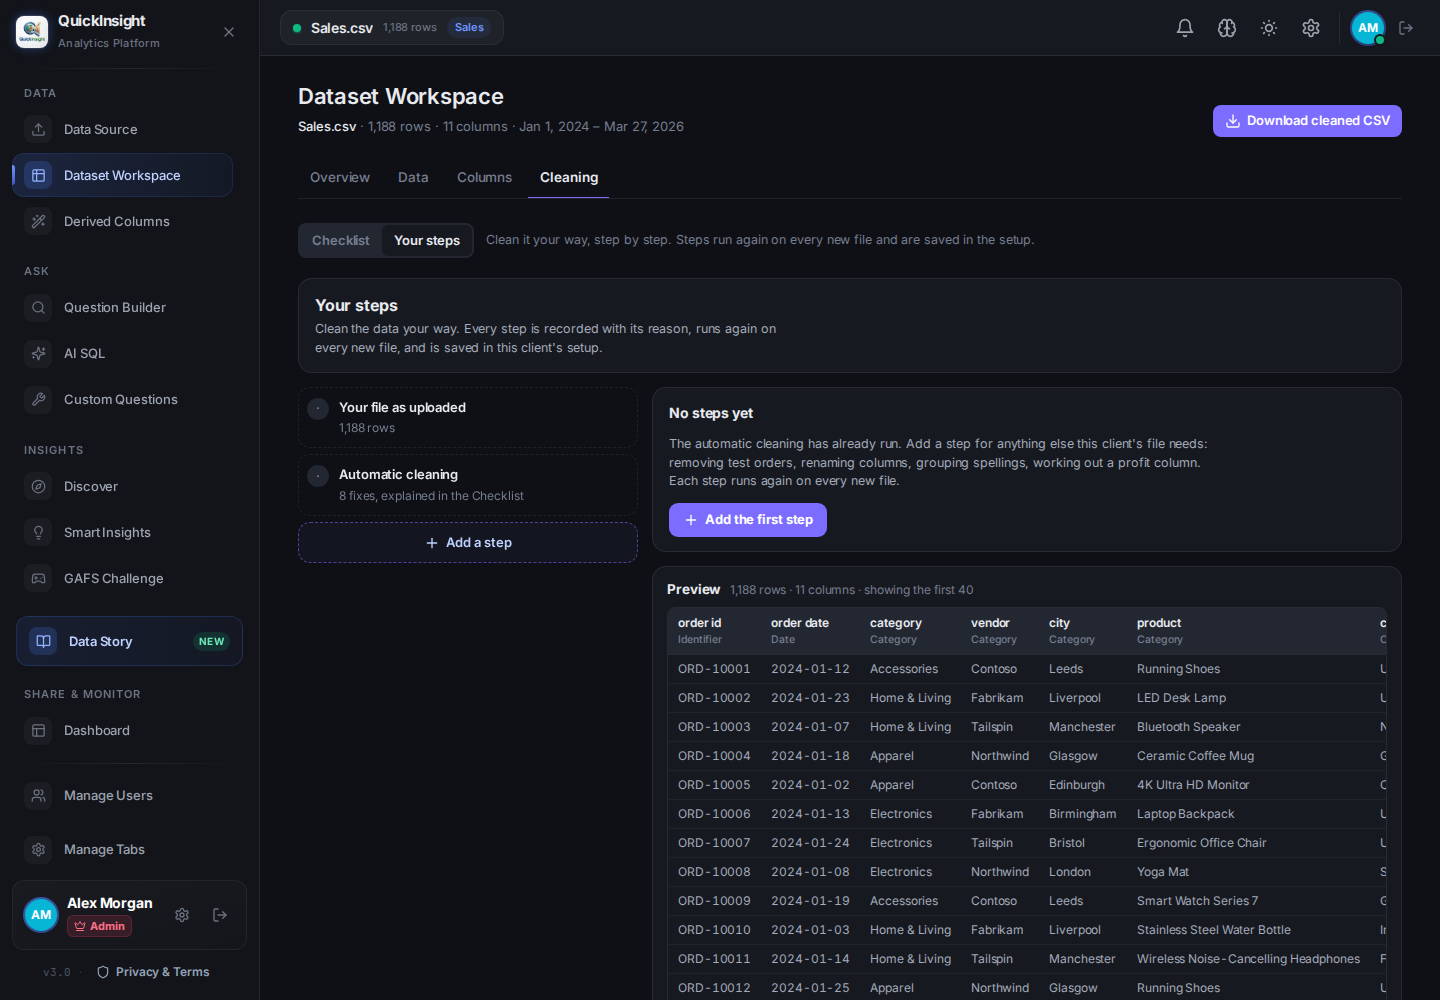 QuickInsight
Analytics Platform
DATA
Data Source
Dataset Workspace
Derived Columns
ASK
Question Builder
AI SQL
Custom Questions
INSIGHTS
Discover
Smart Insights
GAFS Challenge
Data Story NEW
SHARE & MONITOR
Dashboard
Manage Users
Manage Tabs
AM Alex Morgan
Admin
v3.0 · Privacy & Terms
Sales.csv 1,188 rows Sales
AM
Dataset Workspace
Sales.csv · 1,188 rows · 11 columns · Jan 1, 2024 – Mar 27, 2026
Download cleaned CSV
Overview Data Columns Cleaning
Checklist Your steps Clean it your way, step by step. Steps run again on every new file and are saved in the setup.
Your steps
Clean the data your way. Every step is recorded with its reason, runs again on
every new file, and is saved in this client's setup.
Your file as uploaded
1,188 rows
Automatic cleaning
8 fixes, explained in the Checklist
+ Add a step
No steps yet
The automatic cleaning has already run. Add a step for anything else this client's file needs:
removing test orders, renaming columns, grouping spellings, working out a profit column.
Each step runs again on every new file.
+ Add the first step
Preview 1,188 rows · 11 columns · showing the first 40
order id order date category vendor city product
Identifier Date Category Category Category Category
ORD-10001 2024-01-12 Accessories Contoso Leeds Running Shoes
ORD-10002 2024-01-23 Home & Living Fabrikam Liverpool LED Desk Lamp
ORD-10003 2024-01-07 Home & Living Tailspin Manchester Bluetooth Speaker
ORD-10004 2024-01-18 Apparel Northwind Glasgow Ceramic Coffee Mug
ORD-10005 2024-01-02 Apparel Contoso Edinburgh 4K Ultra HD Monitor
ORD-10006 2024-01-13 Electronics Fabrikam Birmingham Laptop Backpack
ORD-10007 2024-01-24 Electronics Tailspin Bristol Ergonomic Office Chair
ORD-10008 2024-01-08 Electronics Northwind London Yoga Mat
ORD-10009 2024-01-19 Accessories Contoso Leeds Smart Watch Series 7
ORD-10010 2024-01-03 Home & Living Fabrikam Liverpool Stainless Steel Water Bottle
ORD-10011 2024-01-14 Home & Living Tailspin Manchester Wireless Noise-Cancelling Headphones
ORD-10012 2024-01-25 Apparel Northwind Glasgow Running Shoes